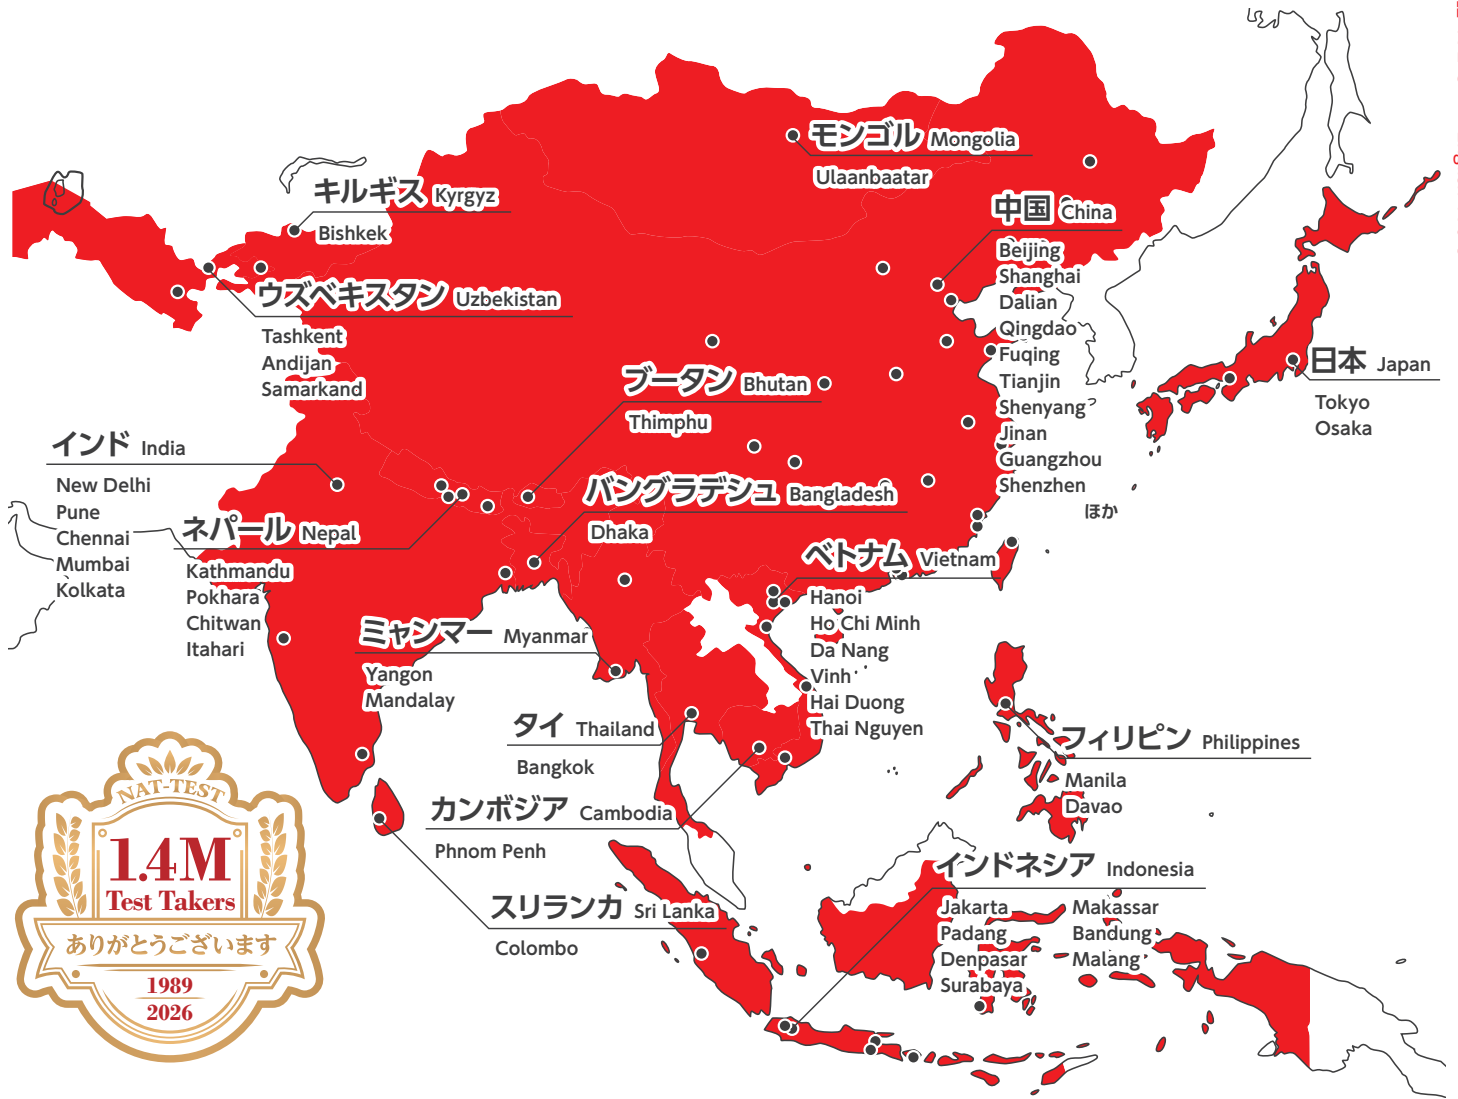 モンゴル Mongolia
Ulaanbaatar
キルギス Kyrgyz
Bishkek
中国 China
Beijing
Shanghai
Dalian
Qingdao
Fuqing
Tianjin
Shenyang
Jinan
Guangzhou
Shenzhen
ほか
ウズベキスタン Uzbekistan
Tashkent
Andijan
Samarkand
日本 Japan
Tokyo
Osaka
ブータン Bhutan
Thimphu
インド India
New Delhi
Pune
Chennai
Mumbai
Kolkata
バングラデシュ Bangladesh
Dhaka
ネパール Nepal
Kathmandu
Pokhara
Chitwan
Itahari
ベトナム Vietnam
Hanoi
Ho Chi Minh
Da Nang
Vinh
Hai Duong
Thai Nguyen
ミャンマー Myanmar
Yangon
Mandalay
タイ Thailand
Bangkok
フィリピン Philippines
Manila
Davao
カンボジア Cambodia
Phnom Penh
インドネシア Indonesia
Jakarta
Padang
Denpasar
Surabaya
Makassar
Bandung
Malang
スリランカ Sri Lanka
Colombo
NAT-TEST
1.4M
Test Takers
ありがとうございます
1989
2026